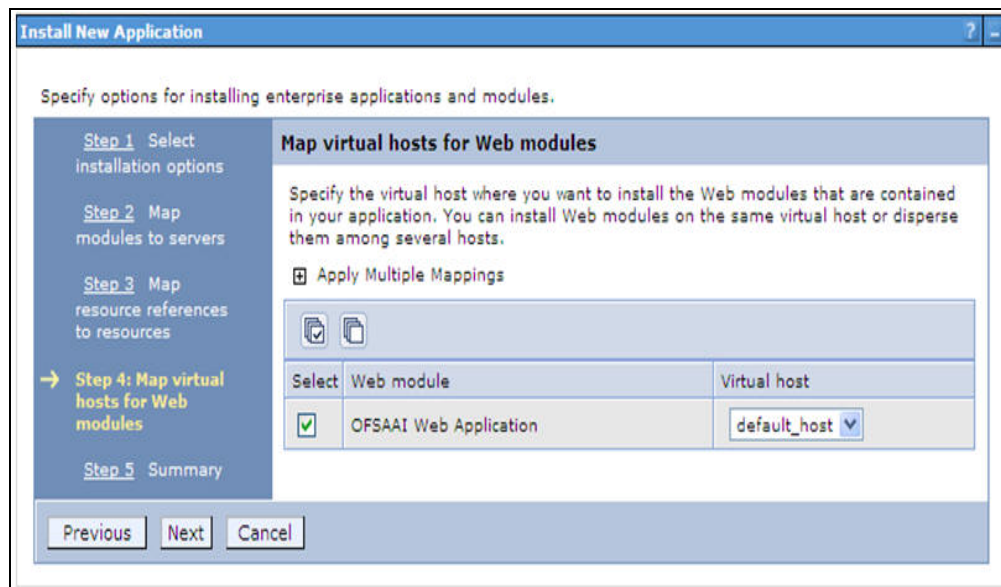 Install New Application
?
Specify options for installing enterprise applications and modules.
Step 1 Select
installation options
Step 2 Map
modules to servers
Step 3 Map
resource references
to resources
Step 4: Map virtual
hosts for Web
modules
Step 5 Summary
Map virtual hosts for Web modules
Specify the virtual host where you want to install the Web modules that are contained
in your application. You can install Web modules on the same virtual host or disperse
them among several hosts.
Apply Multiple Mappings
Select Web module Virtual host
OFSAAI Web Application default_host
Previous Next Cancel